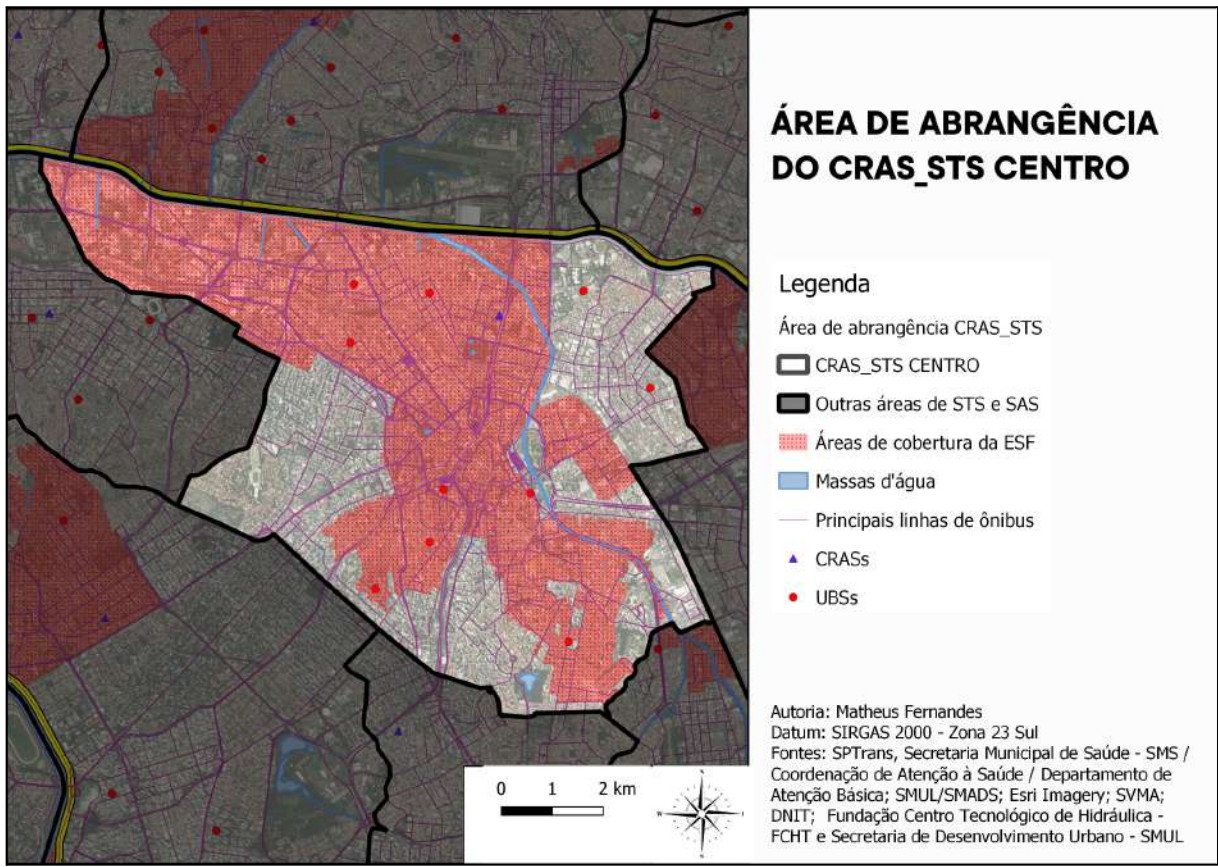 ÁREA DE ABRANGÊNCIA
DO CRAS_STS CENTRO
Legenda
Área de abrangência CRAS_STS
CRAS_STS CENTRO
Outras áreas de STS e SAS
Áreas de cobertura da ESF
Massas d'água
Principais linhas de ônibus
CRASs
UBSs
Autoria: Matheus Fernandes
Datum: SIRGAS 2000 - Zona 23 Sul
Fontes: SPTrans, Secretaria Municipal de Saúde - SMS /
Coordenação de Atenção à Saúde / Departamento de
Atenção Básica; SMUL/SMADS; Esri Imagery; SVMA;
DNIT; Fundação Centro Tecnológico de Hidráulica -
FCHT e Secretaria de Desenvolvimento Urbano - SMUL
0 1 2 km
N
W E
S